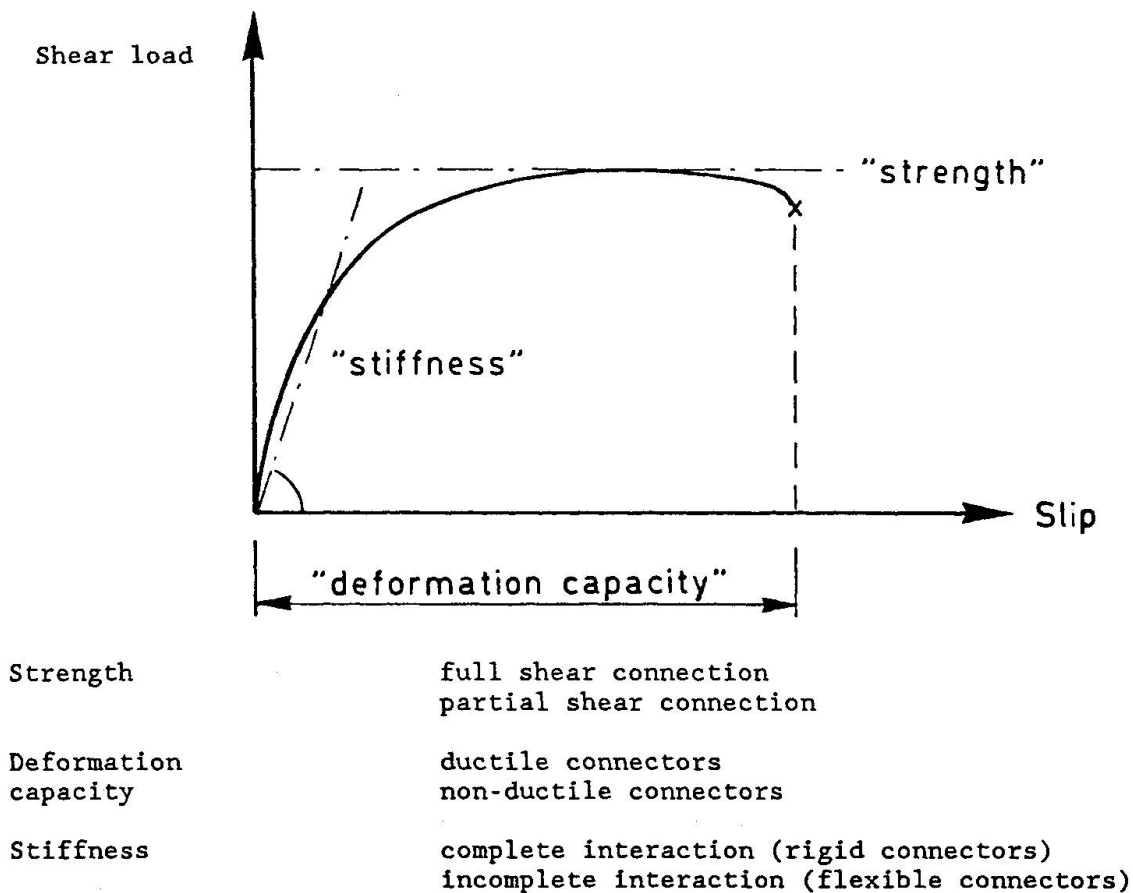 Shear load
"strength"
"stiffness"
Slip
"deformation capacity"
Strength full shear connection
partial shear connection
Deformation ductile connectors
capacity non-ductile connectors
Stiffness complete interaction (rigid connectors)
incomplete interaction (flexible connectors)